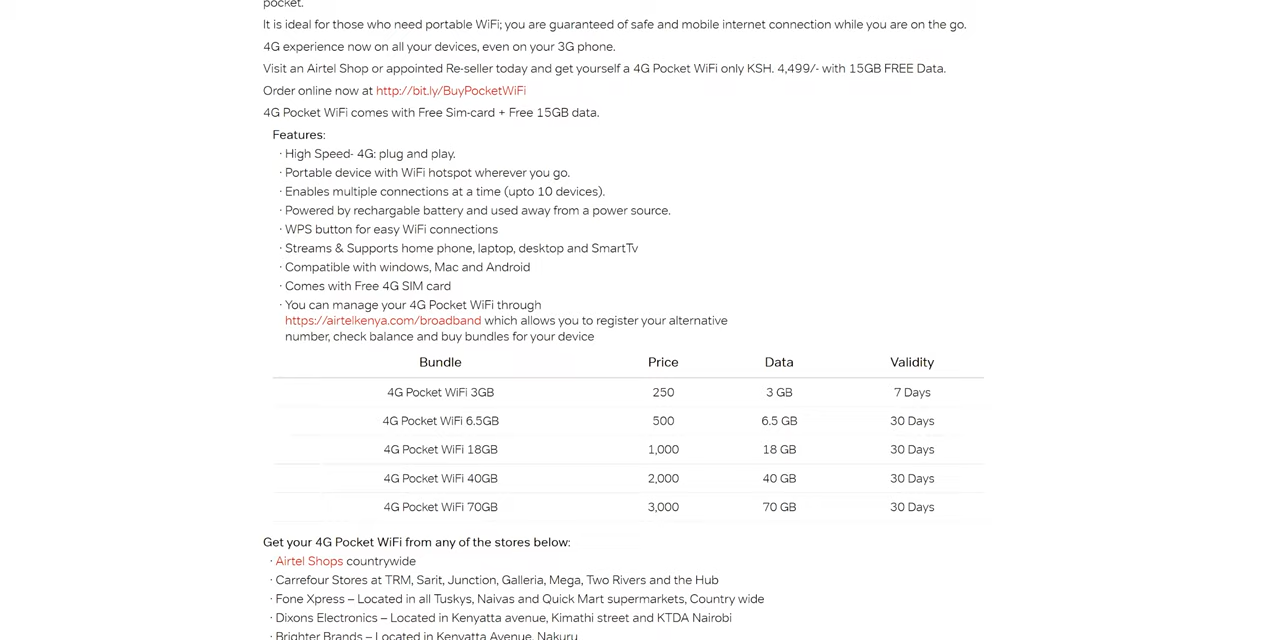 pocket.
It is ideal for those who need portable WiFi; you are guaranteed of safe and mobile internet connection while you are on the go.
4G experience now on all your devices, even on your 3G phone.
Visit an Airtel Shop or appointed Re-seller today and get yourself a 4G Pocket WiFi only KSH. 4,499/- with 15GB FREE Data.
Order online now at http://bit.ly/BuyPocketWiFi
4G Pocket WiFi comes with Free Sim-card + Free 15GB data.
Features:
· High Speed- 4G: plug and play.
· Portable device with WiFi hotspot wherever you go.
· Enables multiple connections at a time (upto 10 devices).
· Powered by rechargable battery and used away from a power source.
· WPS button for easy WiFi connections
· Streams & Supports home phone, laptop, desktop and SmartTv
· Compatible with windows, Mac and Android
· Comes with Free 4G SIM card
· You can manage your 4G Pocket WiFi through
https://airtelkenya.com/broadband which allows you to register your alternative
number, check balance and buy bundles for your device
Bundle Price Data Validity
4G Pocket WiFi 3GB 250 3 GB 7 Days
4G Pocket WiFi 6.5GB 500 6.5 GB 30 Days
4G Pocket WiFi 18GB 1,000 18 GB 30 Days
4G Pocket WiFi 40GB 2,000 40 GB 30 Days
4G Pocket WiFi 70GB 3,000 70 GB 30 Days
Get your 4G Pocket WiFi from any of the stores below:
· Airtel Shops countrywide
· Carrefour Stores at TRM, Sarit, Junction, Galleria, Mega, Two Rivers and the Hub
· Fone Xpress – Located in all Tuskys, Naivas and Quick Mart supermarkets, Country wide
· Dixons Electronics – Located in Kenyatta avenue, Kimathi street and KTDA Nairobi
· Brighter Brands – Located in Kenyatta Avenue, Nakuru